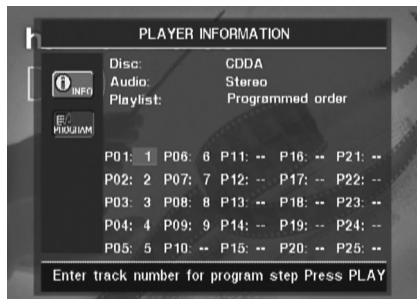 PLAYER INFORMATION
Disc: CDDA
Audio: Stereo
Playlist: Programmed order
INFO
PROGRAM
P01: 1 P06: 6 P11: -- P16: -- P21: --
P02: 2 P07: 7 P12: -- P17: -- P22: --
P03: 3 P08: 8 P13: -- P18: -- P23: --
P04: 4 P09: 9 P14: -- P19: -- P24: --
P05: 5 P10: -- P15: -- P20: -- P25: --
Enter track number for program step Press PLAY